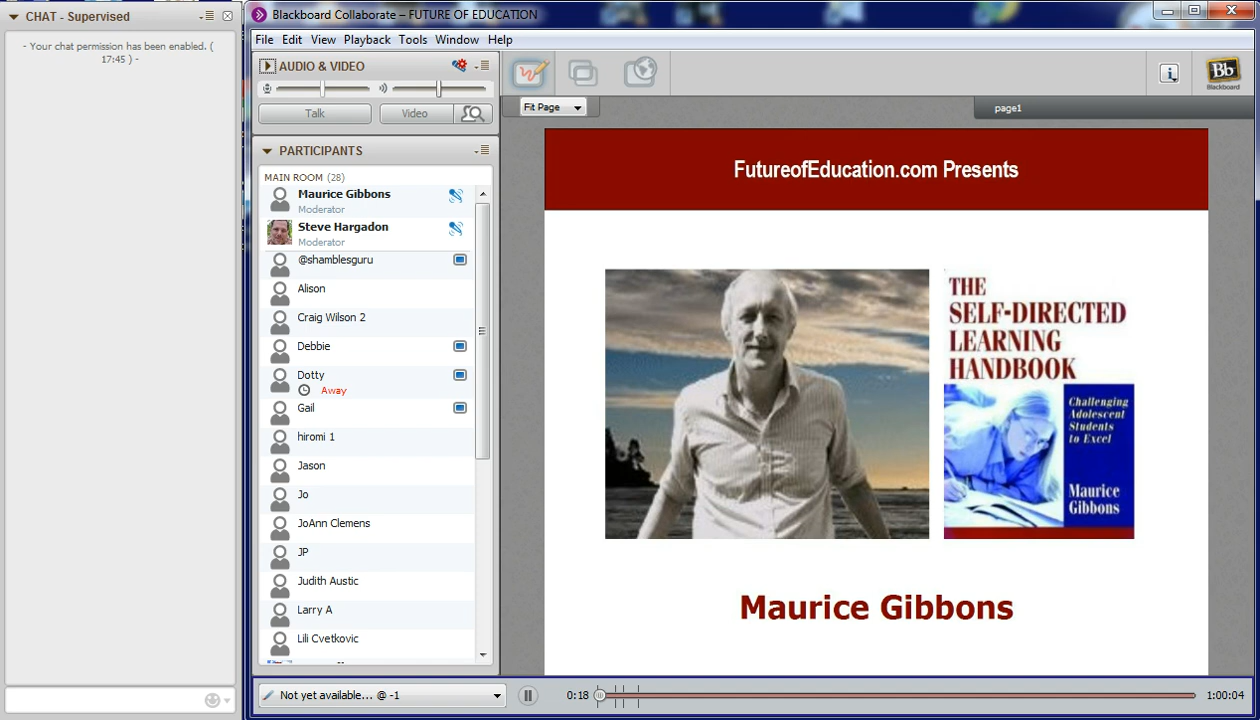 CHAT - Supervised
- Your chat permission has been enabled. (
17:45 ) -
Blackboard Collaborate – FUTURE OF EDUCATION
File Edit View Playback Tools Window Help
AUDIO & VIDEO
Talk
Video
PARTICIPANTS
MAIN ROOM (28)
Maurice Gibbons
Moderator
Steve Hargadon
Moderator
@shamblesguru
Alison
Craig Wilson 2
Debbie
Dotty
Away
Gail
hiromi 1
Jason
Jo
JoAnn Clemens
JP
Judith Austic
Larry A
Lili Cvetkovic
Not yet available... @ -1
Bb
Blackboard
Fit Page
page1
FutureofEducation.com Presents
THE
SELF-DIRECTED
LEARNING
HANDBOOK
Challenging
Adolescent
Students
to Excel
Maurice
Gibbons
Maurice Gibbons
0:18
1:00:04